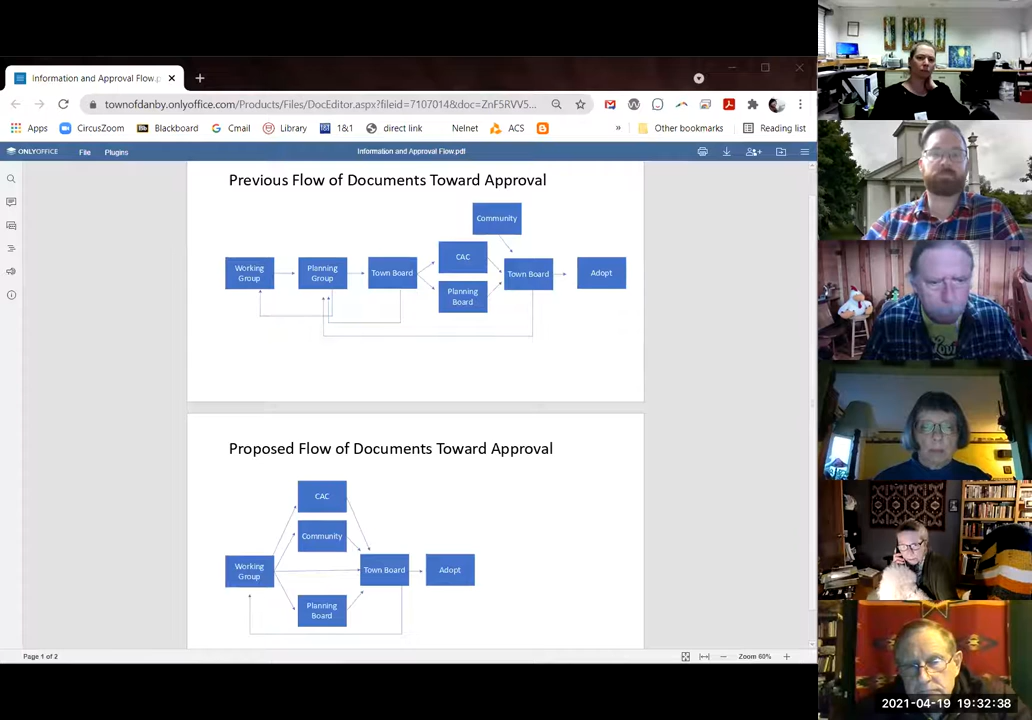 Information and Approval Flow.p
townofdanby.onlyoffice.com/Products/Files/DocEditor.aspx?fileid=7107014&doc=ZnF5RVV5...
Apps CircusZoom Blackboard Gmail Library 1&1 direct link Nelnet ACS » Other bookmarks Reading list
ONLYOFFICE File Plugins Information and Approval Flow.pdf
Previous Flow of Documents Toward Approval
Community
CAC
Working
Group
Planning
Group
Town Board
Planning
Board
Town Board
Adopt
Proposed Flow of Documents Toward Approval
CAC
Community
Working
Group
Town Board
Adopt
Planning
Board
Page 1 of 2
Zoom 60%
2021-04-19 19:32:38